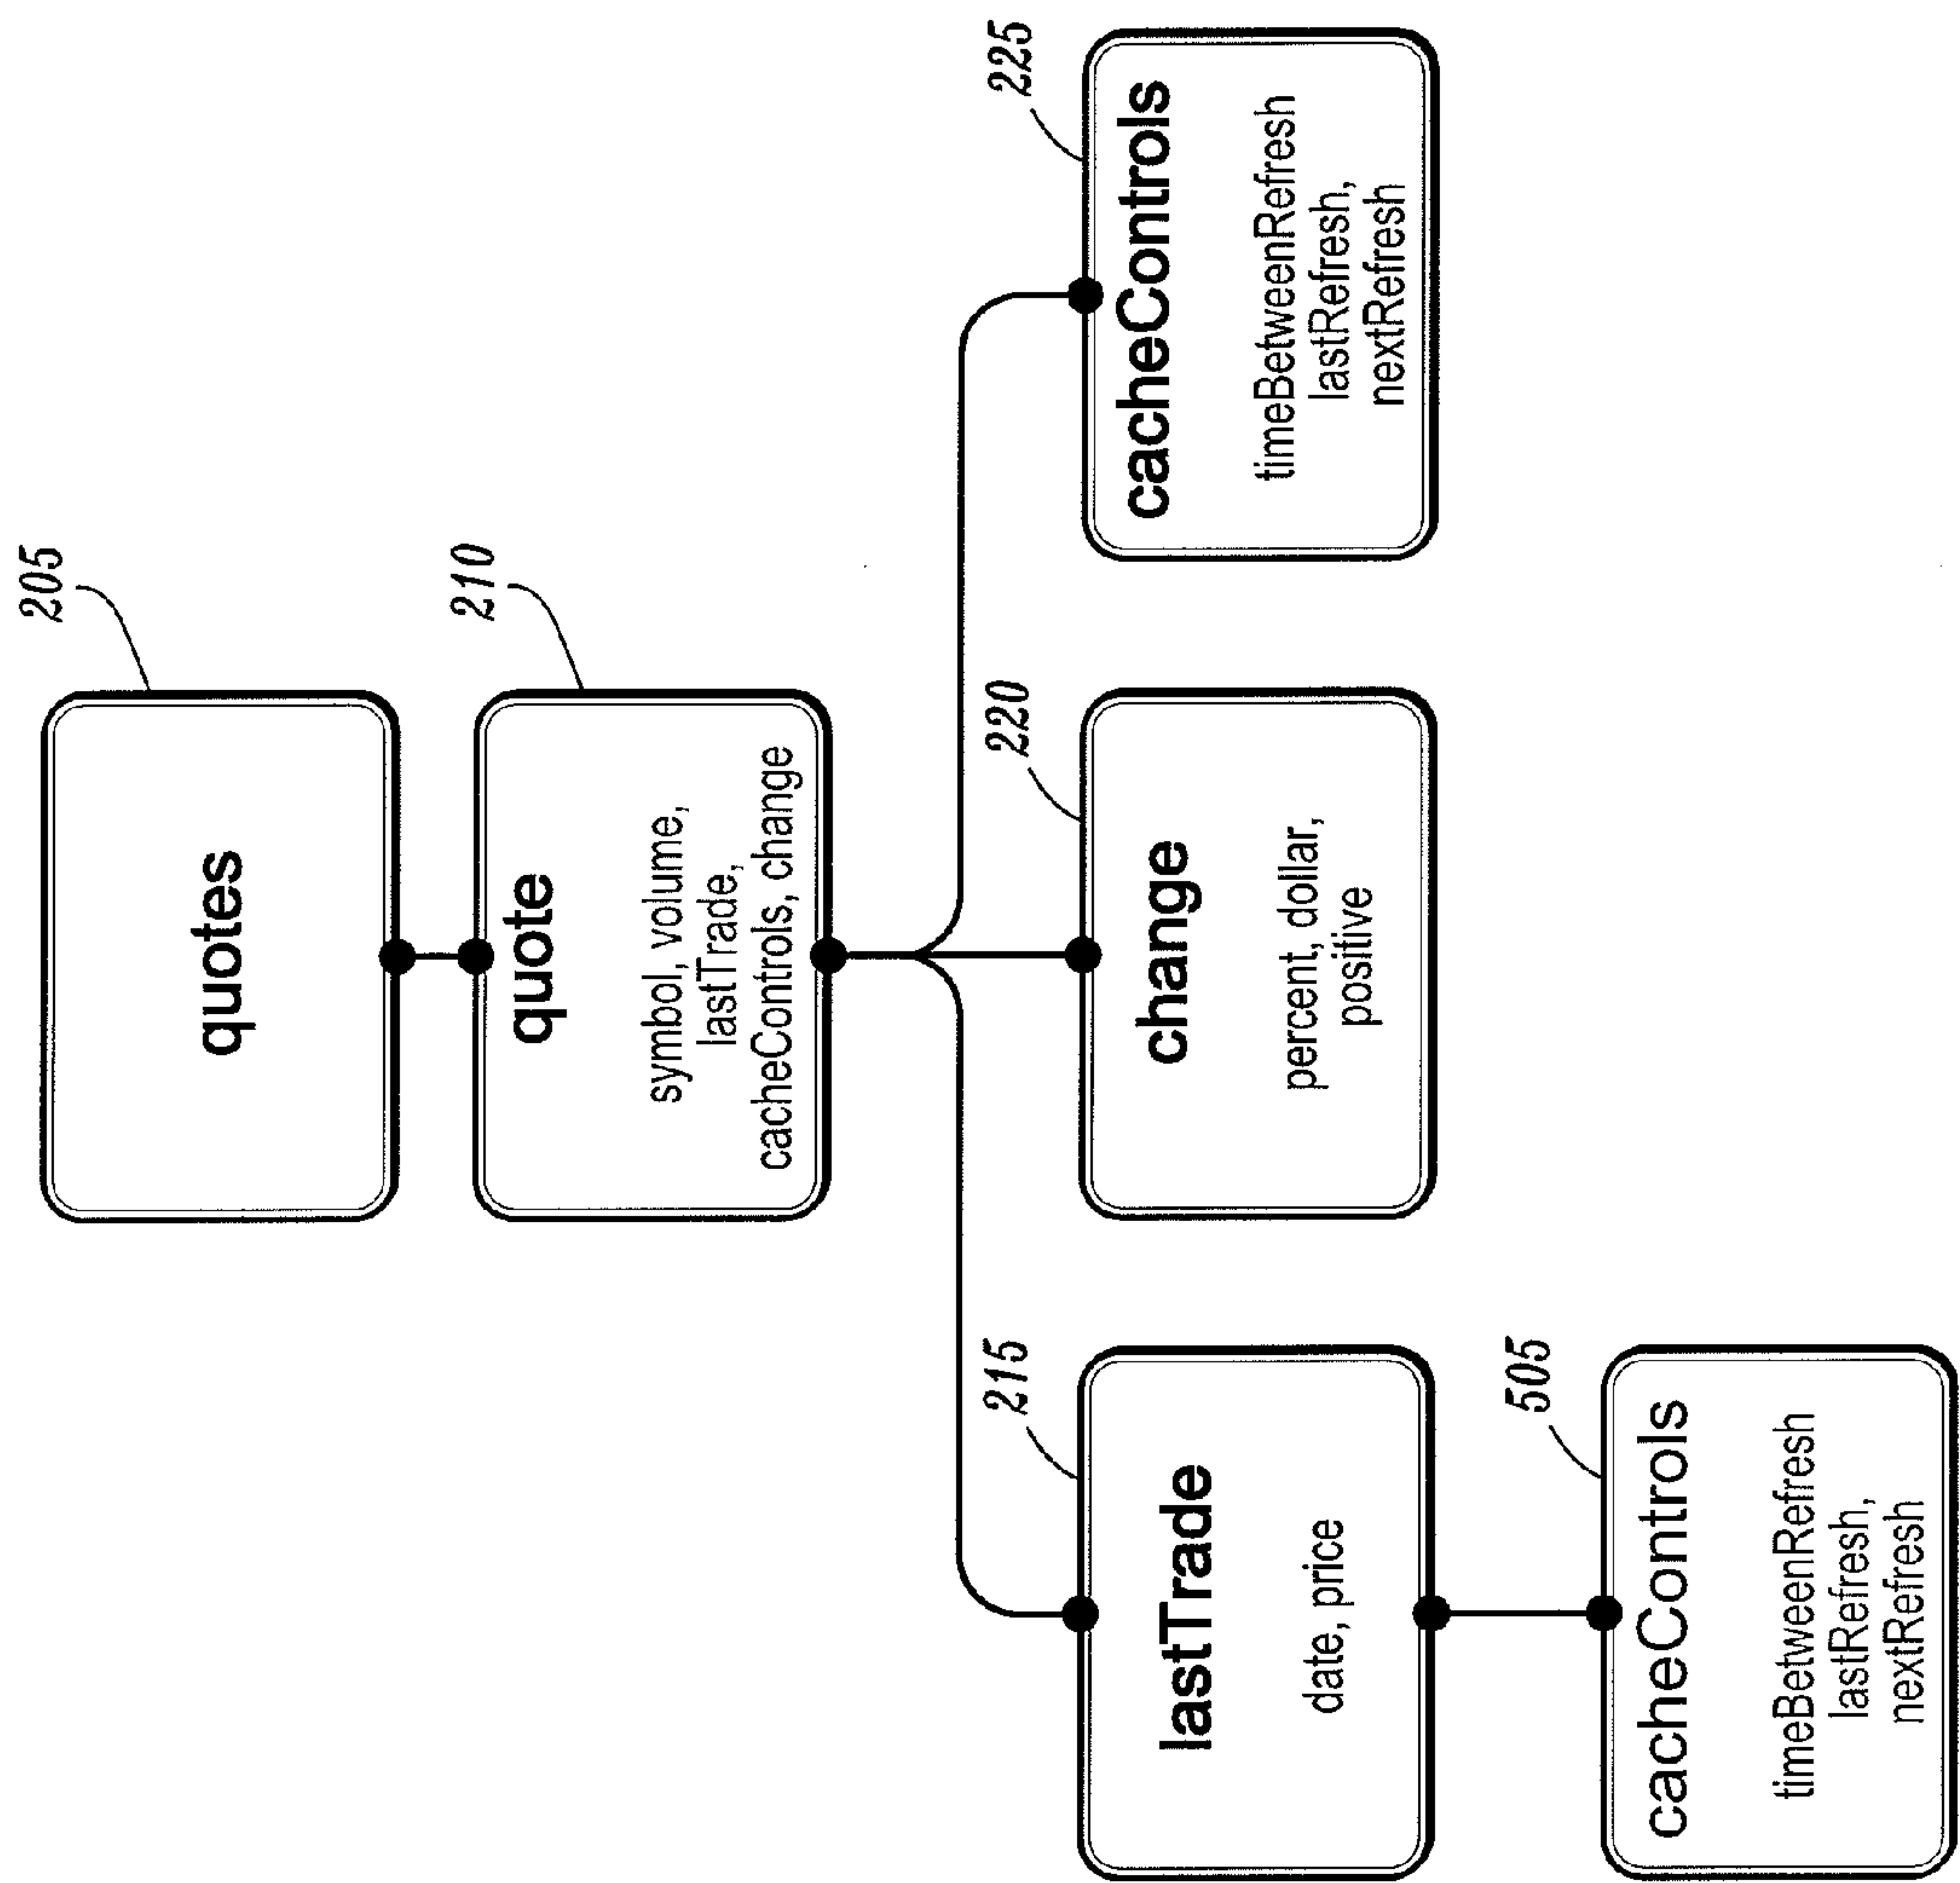 205
quotes
210
quote
symbol, volume,
lastTrade,
cacheControls, change
215
lastTrade
date, price
220
change
percent, dollar,
positive
225
cacheControls
timeBetweenRefresh
lastRefresh,
nextRefresh
505
cacheControls
timeBetweenRefresh
lastRefresh,
nextRefresh